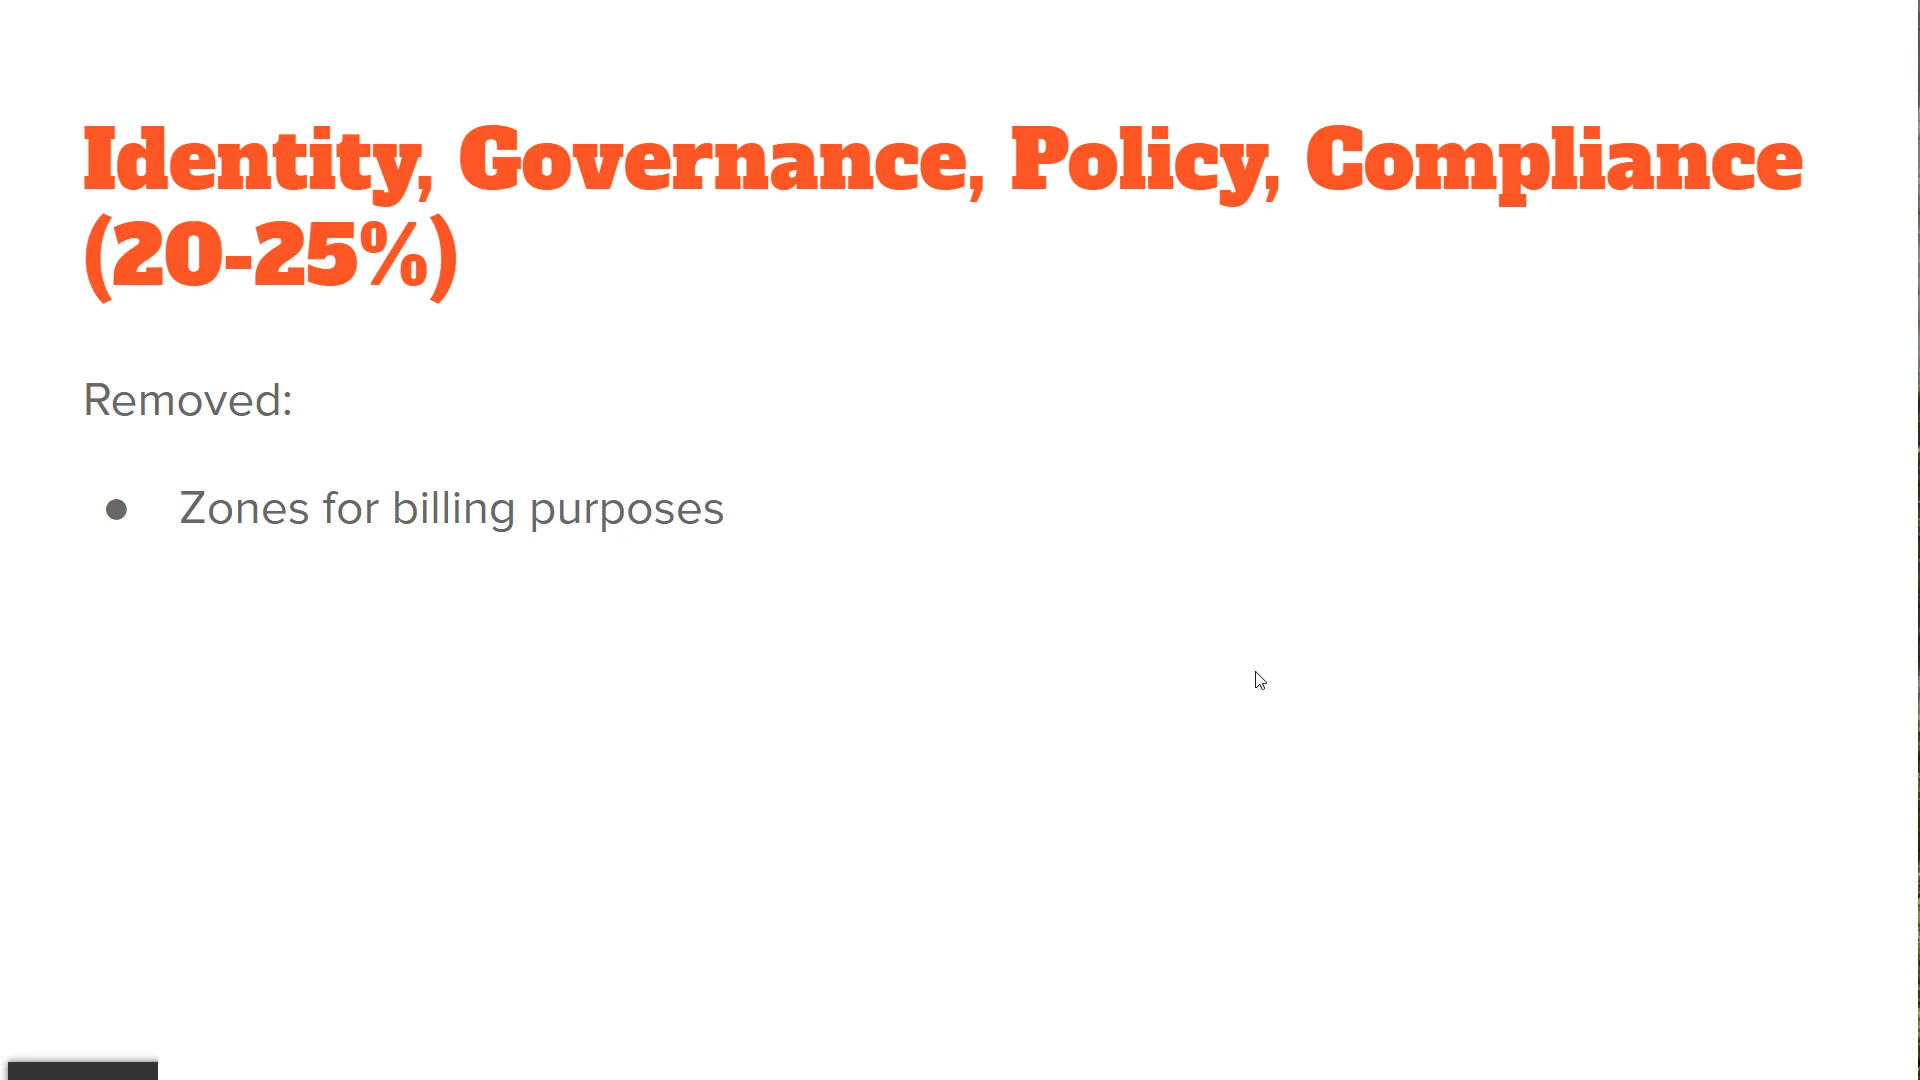 Identity, Governance, Policy, Compliance
(20-25%)
Removed:
● Zones for billing purposes